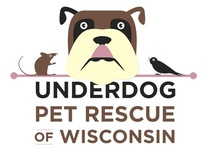 UNDERDOG
PET RESCUE
OF WISCONSIN